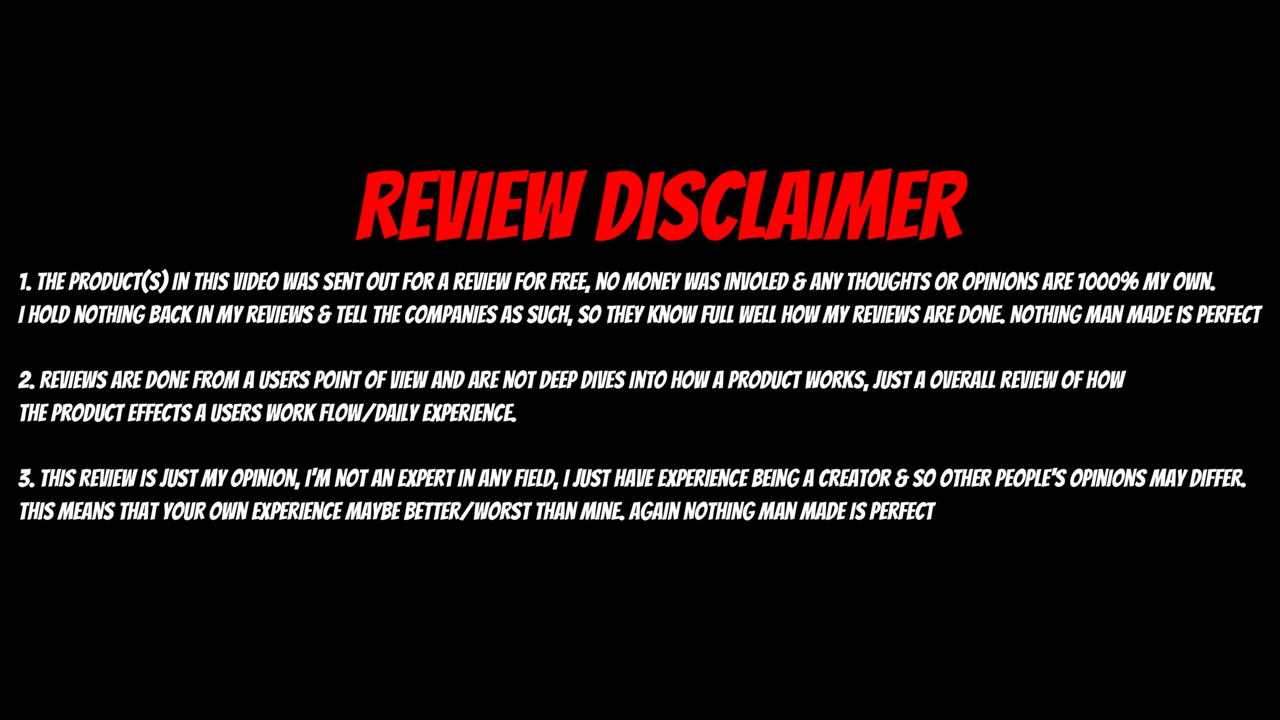 REVIEW DISCLAIMER
1. THE PRODUCT(S) IN THIS VIDEO WAS SENT OUT FOR A REVIEW FOR FREE, NO MONEY WAS INVOLED & ANY THOUGHTS OR OPINIONS ARE 1000% MY OWN.
I HOLD NOTHING BACK IN MY REVIEWS & TELL THE COMPANIES AS SUCH, SO THEY KNOW FULL WELL HOW MY REVIEWS ARE DONE. NOTHING MAN MADE IS PERFECT
2. REVIEWS ARE DONE FROM A USERS POINT OF VIEW AND ARE NOT DEEP DIVES INTO HOW A PRODUCT WORKS, JUST A OVERALL REVIEW OF HOW
THE PRODUCT EFFECTS A USERS WORK FLOW/DAILY EXPERIENCE.
3. THIS REVIEW IS JUST MY OPINION, I'M NOT AN EXPERT IN ANY FIELD, I JUST HAVE EXPERIENCE BEING A CREATOR & SO OTHER PEOPLE'S OPINIONS MAY DIFFER.
THIS MEANS THAT YOUR OWN EXPERIENCE MAYBE BETTER/WORST THAN MINE. AGAIN NOTHING MAN MADE IS PERFECT